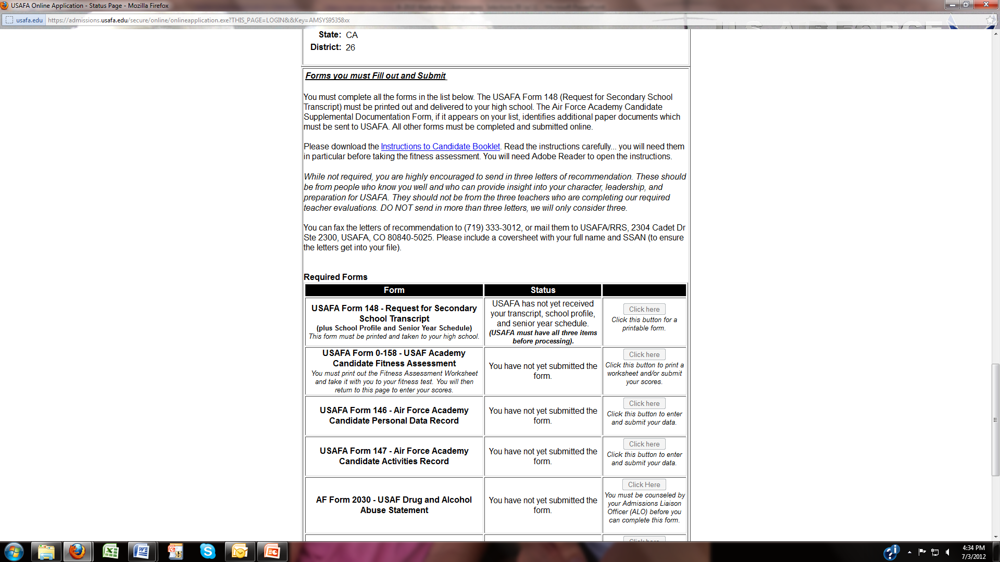 USAFA Online Application - Status Page - Mozilla Firefox
usafa.edu https://admissions.usafa.edu/secure/online/onlineapplication.exe?THIS_PAGE=LOGIN&&Key=AMSYS95358xx
State: CA
District: 26
Forms you must Fill out and Submit
You must complete all the forms in the list below. The USAFA Form 148 (Request for Secondary School
Transcript) must be printed out and delivered to your high school. The Air Force Academy Candidate
Supplemental Documentation Form, if it appears on your list, identifies additional paper documents which
must be sent to USAFA. All other forms must be completed and submitted online.
Please download the Instructions to Candidate Booklet. Read the instructions carefully... you will need them
in particular before taking the fitness assessment. You will need Adobe Reader to open the instructions.
While not required, you are highly encouraged to send in three letters of recommendation. These should
be from people who know you well and who can provide insight into your character, leadership, and
preparation for USAFA. They should not be from the three teachers who are completing our required
teacher evaluations. DO NOT send in more than three letters, we will only consider three.
You can fax the letters of recommendation to (719) 333-3012, or mail them to USAFA/RRS, 2304 Cadet Dr
Ste 2300, USAFA, CO 80840-5025. Please include a coversheet with your full name and SSAN (to ensure
the letters get into your file).
Required Forms
Form Status
USAFA Form 148 - Request for Secondary
School Transcript
(plus School Profile and Senior Year Schedule)
This form must be printed and taken to your high school.
USAFA has not yet received
your transcript, school profile,
and senior year schedule.
(USAFA must have all three items
before processing).
Click here
Click this button for a
printable form.
USAFA Form 0-158 - USAF Academy
Candidate Fitness Assessment
You must print out the Fitness Assessment Worksheet
and take it with you to your fitness test. You will then
return to this page to enter your scores.
You have not yet submitted the
form.
Click here
Click this button to print a
worksheet and/or submit
your scores.
USAFA Form 146 - Air Force Academy
Candidate Personal Data Record
You have not yet submitted the
form.
Click here
Click this button to enter
and submit your data.
USAFA Form 147 - Air Force Academy
Candidate Activities Record
You have not yet submitted the
form.
Click here
Click this button to enter
and submit your data.
AF Form 2030 - USAF Drug and Alcohol
Abuse Statement
You have not yet submitted the
form.
Click Here
You must be counseled by
your Admissions Liaison
Officer (ALO) before you
can complete this form.
4:34 PM
7/3/2012